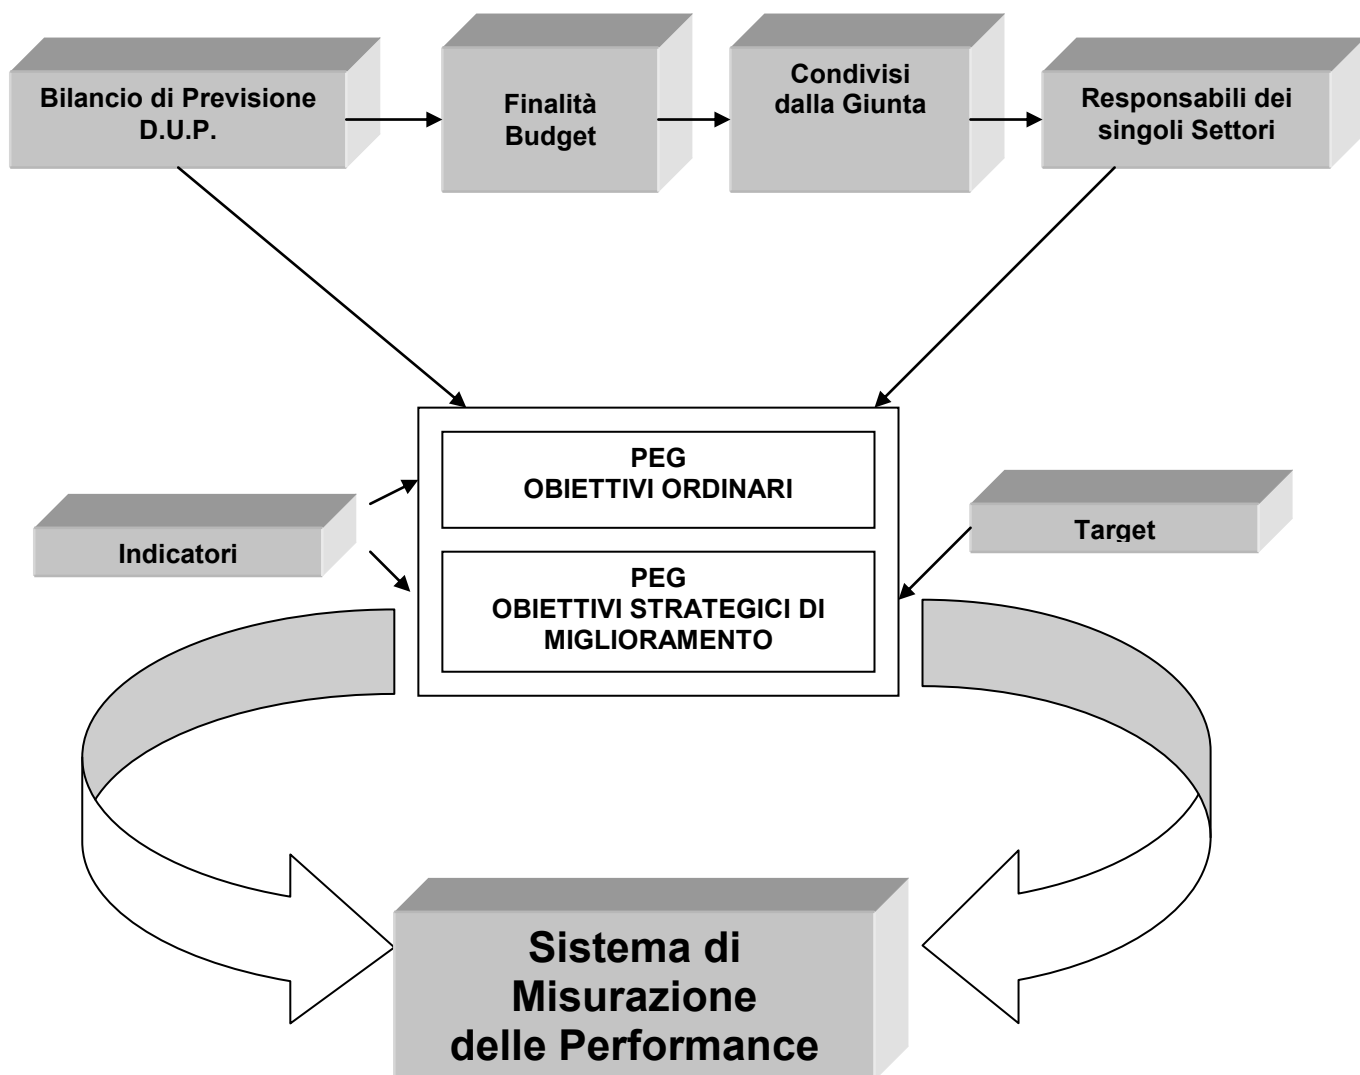 Bilancio di Previsione
D.U.P.
Finalità
Budget
Condivisi
dalla Giunta
Responsabili dei
singoli Settori
PEG
OBIETTIVI ORDINARI
Indicatori
Target
PEG
OBIETTIVI STRATEGICI DI
MIGLIORAMENTO
Sistema di
Misurazione
delle Performance